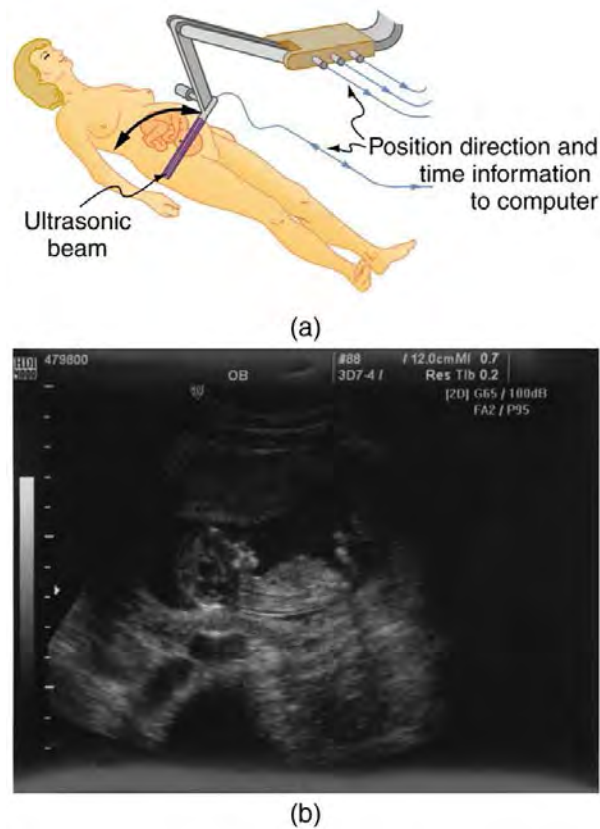 Position direction and
time information
to computer
Ultrasonic
beam
(a)
HDI
479800
OB
#88 / 12.0cm MI 0.7
3D7-4 / Res TIb 0.2
[2D] G65 / 100dB
FA2 / P95
(b)